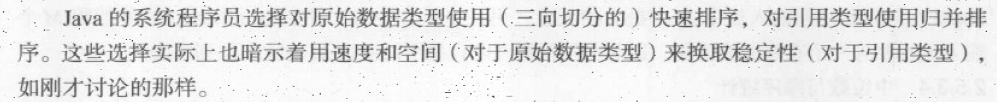 Java 的系统程序员选择对原始数据类型使用（三向切分的）快速排序，对引用类型使用归并排
序。这些选择实际上也暗示着用速度和空间（对于原始数据类型）来换取稳定性（对于引用类型），
如刚才讨论的那样。